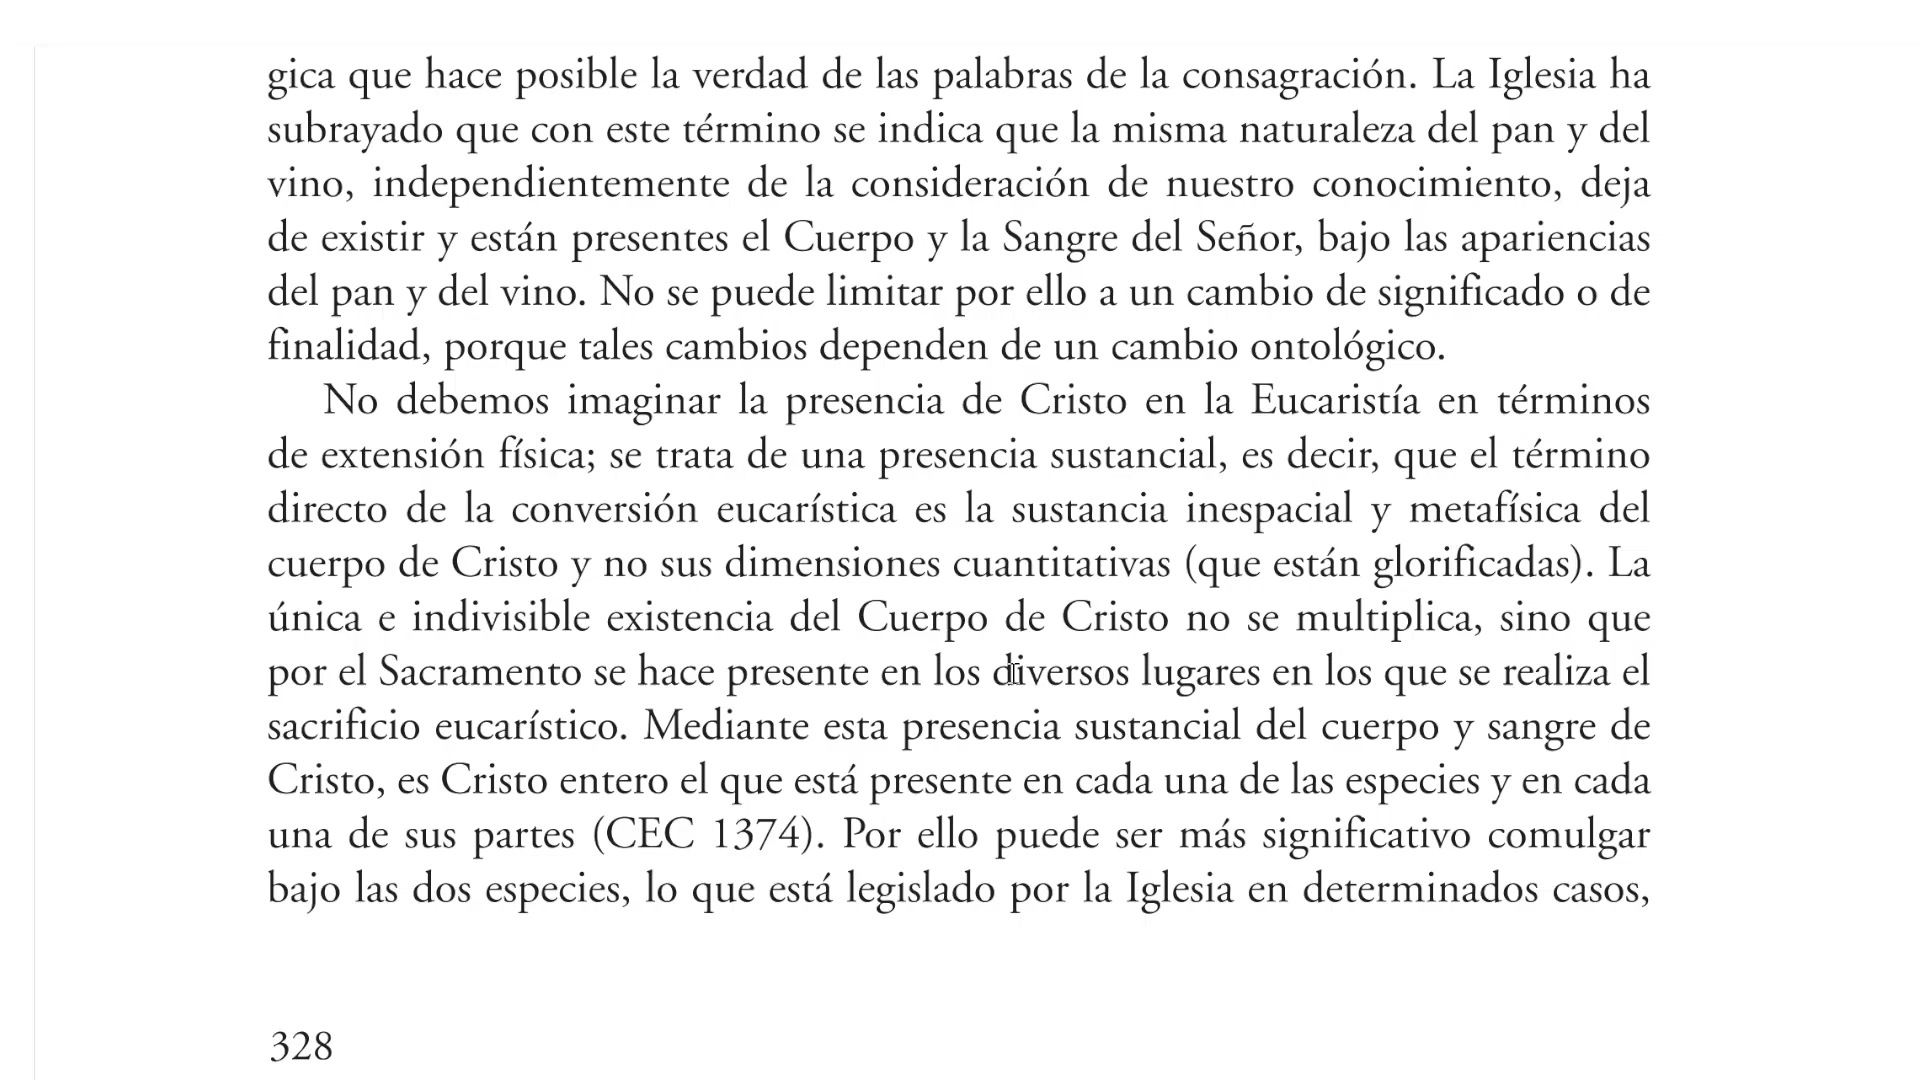 gica que hace posible la verdad de las palabras de la consagración. La Iglesia ha
subrayado que con este término se indica que la misma naturaleza del pan y del
vino, independientemente de la consideración de nuestro conocimiento, deja
de existir y están presentes el Cuerpo y la Sangre del Señor, bajo las apariencias
del pan y del vino. No se puede limitar por ello a un cambio de significado o de
finalidad, porque tales cambios dependen de un cambio ontológico.
No debemos imaginar la presencia de Cristo en la Eucaristía en términos
de extensión física; se trata de una presencia sustancial, es decir, que el término
directo de la conversión eucarística es la sustancia inespacial y metafísica del
cuerpo de Cristo y no sus dimensiones cuantitativas (que están glorificadas). La
única e indivisible existencia del Cuerpo de Cristo no se multiplica, sino que
por el Sacramento se hace presente en los diversos lugares en los que se realiza el
sacrificio eucarístico. Mediante esta presencia sustancial del cuerpo y sangre de
Cristo, es Cristo entero el que está presente en cada una de las especies y en cada
una de sus partes (CEC 1374). Por ello puede ser más significativo comulgar
bajo las dos especies, lo que está legislado por la Iglesia en determinados casos,
328